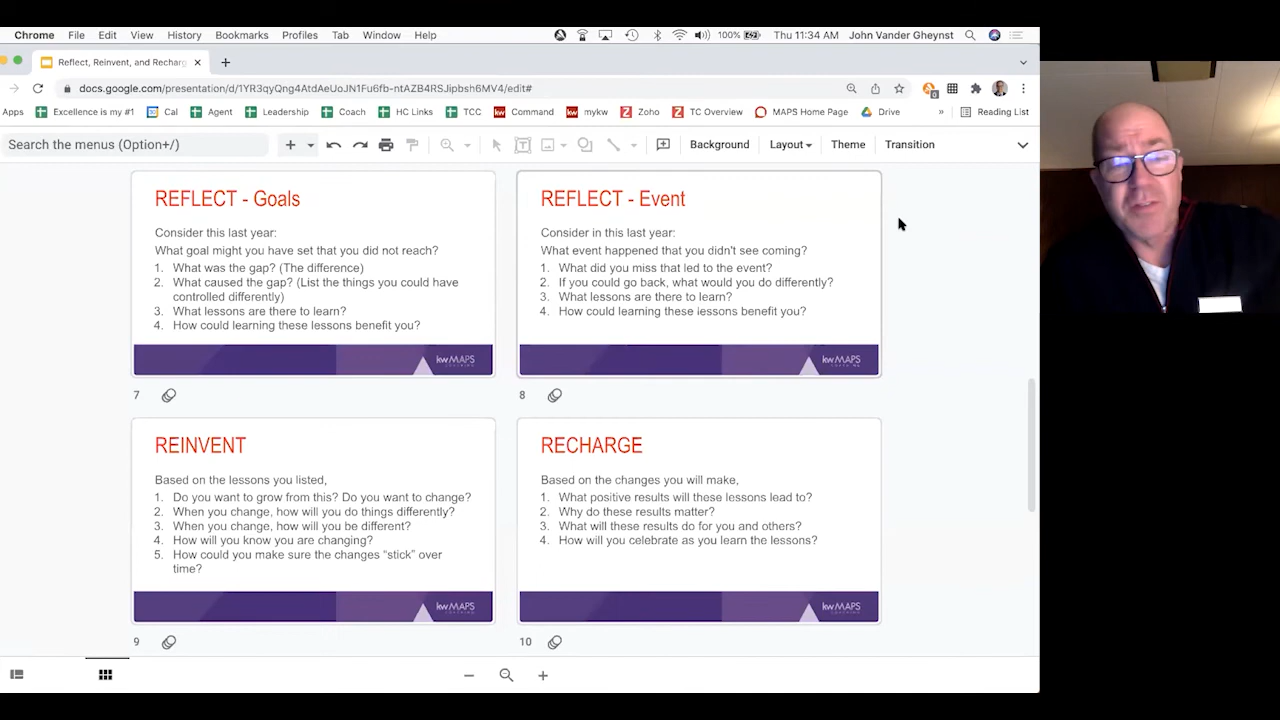 Chrome File Edit View History Bookmarks Profiles Tab Window Help 100% Thu 11:34 AM John Vander Gheynst
Reflect, Reinvent, and Recharg
docs.google.com/presentation/d/1YR3qyQng4AtdAeUoJN1Fu6fb-ntAZB4RSJipbsh6MV4/edit#
Apps Excellence is my #1 Cal Agent Leadership Coach HC Links TCC Command mykw Zoho TC Overview MAPS Home Page Drive » Reading List
Search the menus (Option+/) Background Layout Theme Transition
REFLECT - Goals
Consider this last year:
What goal might you have set that you did not reach?
1. What was the gap? (The difference)
2. What caused the gap? (List the things you could have
controlled differently)
3. What lessons are there to learn?
4. How could learning these lessons benefit you?
kw MAPS
7
REFLECT - Event
Consider in this last year:
What event happened that you didn't see coming?
1. What did you miss that led to the event?
2. If you could go back, what would you do differently?
3. What lessons are there to learn?
4. How could learning these lessons benefit you?
kw MAPS
8
REINVENT
Based on the lessons you listed,
1. Do you want to grow from this? Do you want to change?
2. When you change, how will you do things differently?
3. When you change, how will you be different?
4. How will you know you are changing?
5. How could you make sure the changes “stick” over
time?
kw MAPS
9
RECHARGE
Based on the changes you will make,
1. What positive results will these lessons lead to?
2. Why do these results matter?
3. What will these results do for you and others?
4. How will you celebrate as you learn the lessons?
kw MAPS
10